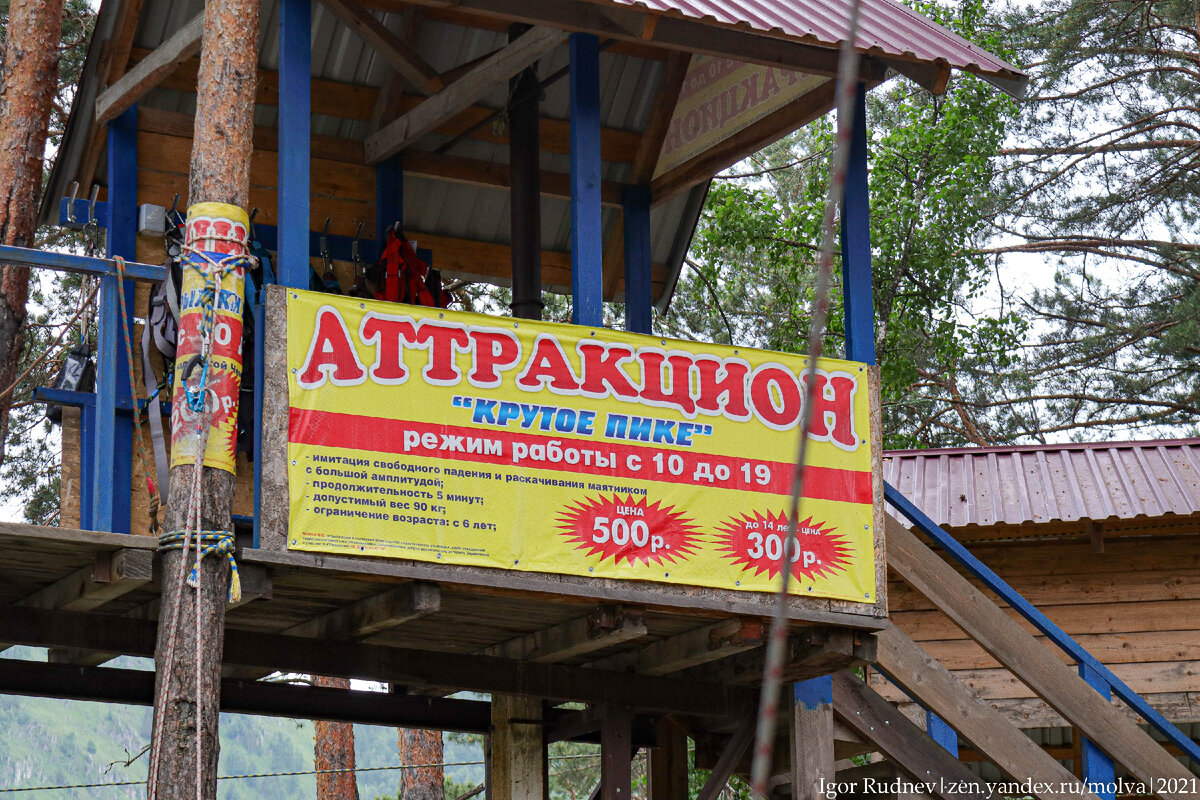 АТТРАКЦИОН
"КРУТОЕ ПИКЕ"
режим работы с 10 до 19
- имитация свободного падения и раскачивания маятником
с большой амплитудой;
- продолжительность 5 минут;
- допустимый вес 90 кг;
- ограничение возраста: с 6 лет;
ЦЕНА
500р.
до 14 лет - ЦЕНА
300р.
Igor Rudnev|zen.yandex.ru/molva|2021